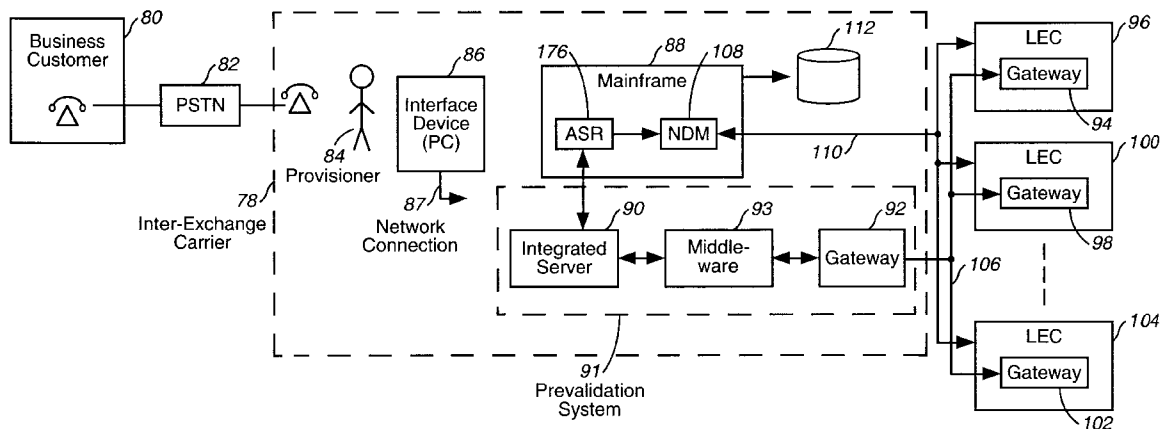 80
Business
Customer
82
PSTN
78
Inter-Exchange
Carrier
84
Provisioner
86
Interface
Device
(PC)
87
Network
Connection
176
88
108
112
Mainframe
ASR
NDM
110
90
93
92
Integrated
Server
Middle-
ware
Gateway
91
Prevalidation
System
106
96
LEC
Gateway
94
100
LEC
Gateway
98
104
LEC
Gateway
102